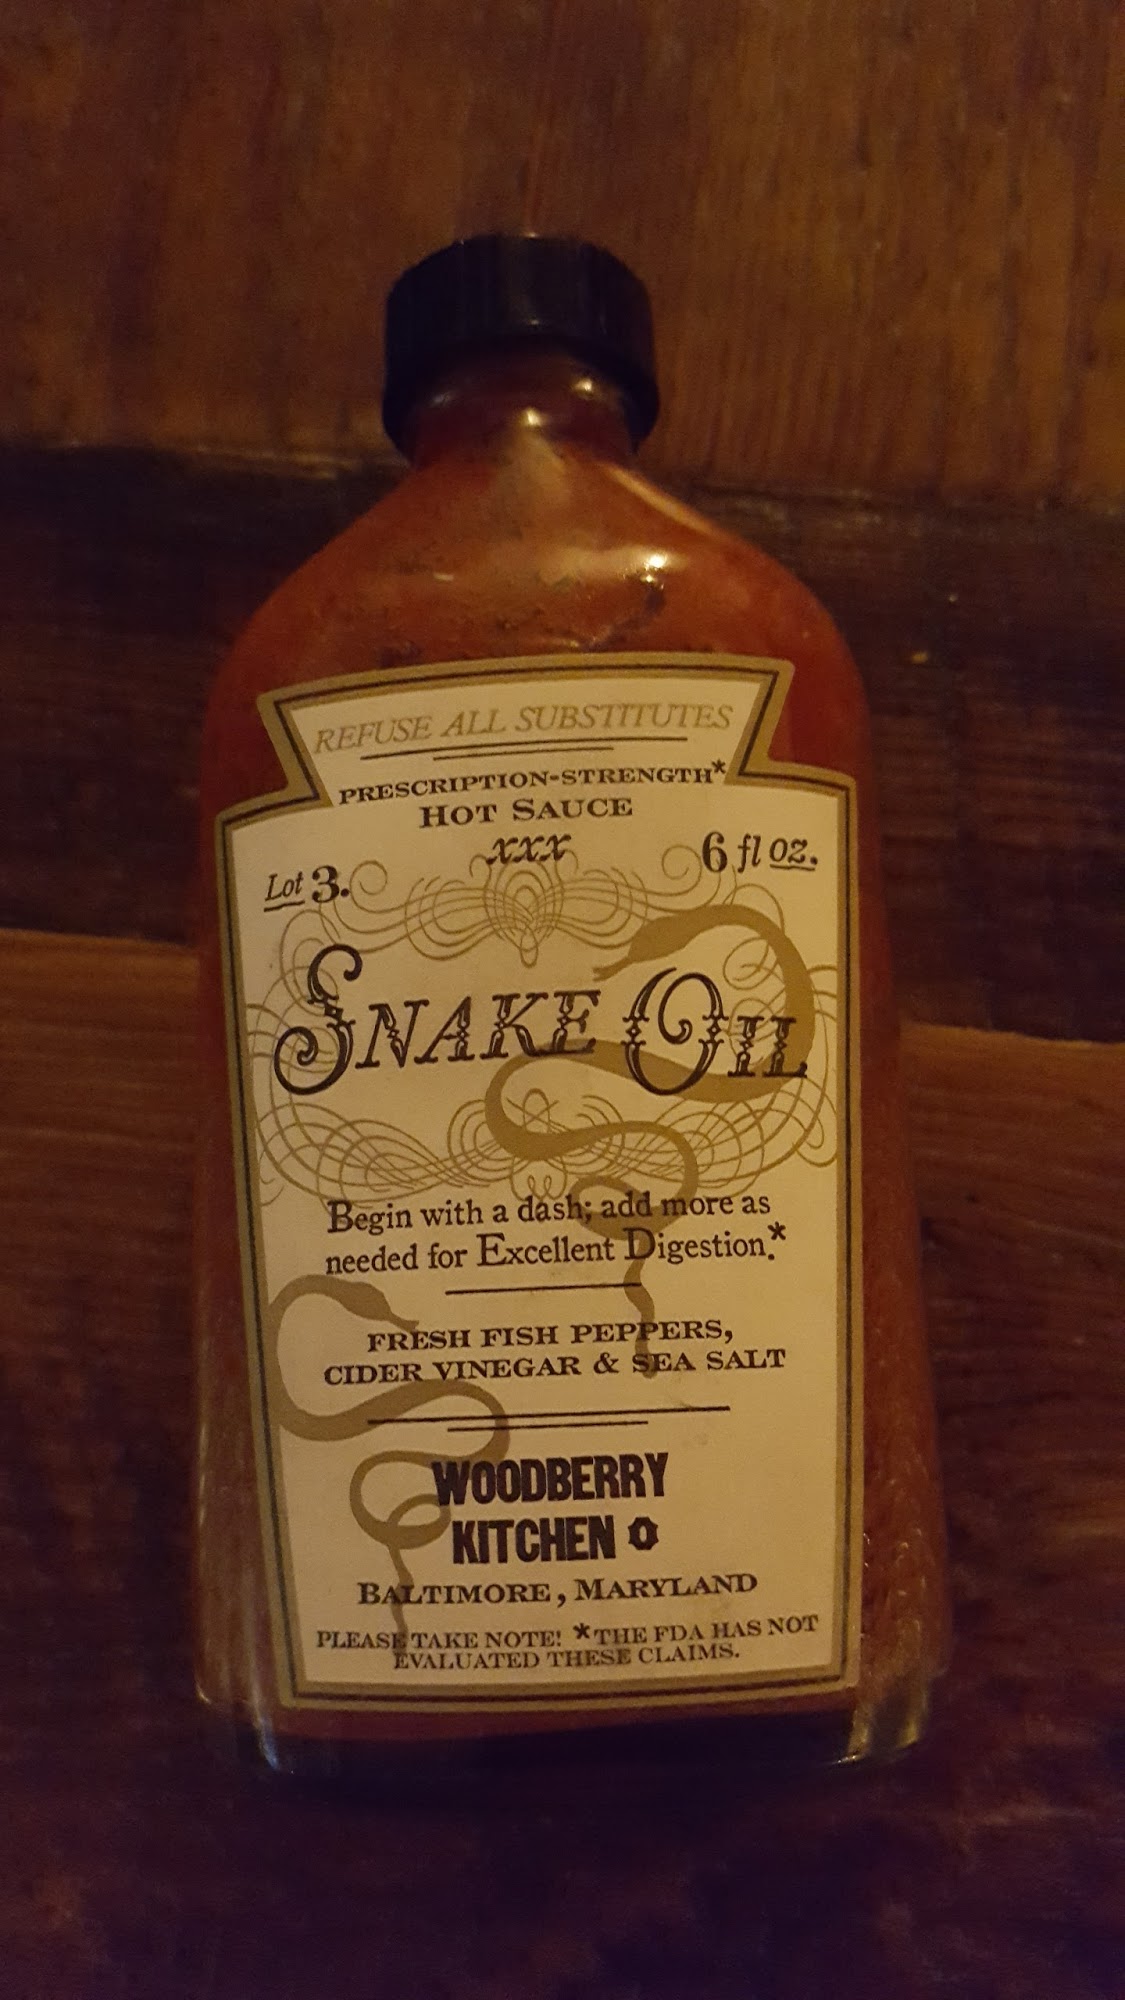 REFUSE ALL SUBSTITUTES
PRESCRIPTION-STRENGTH*
HOT SAUCE
xxx
Lot 3.
6 fl oz.
SNAKE OIL
Begin with a dash; add more as
needed for Excellent Digestion.*
FRESH FISH PEPPERS,
CIDER VINEGAR & SEA SALT
WOODBERRY
KITCHEN
BALTIMORE, MARYLAND
PLEASE TAKE NOTE! *THE FDA HAS NOT
EVALUATED THESE CLAIMS.